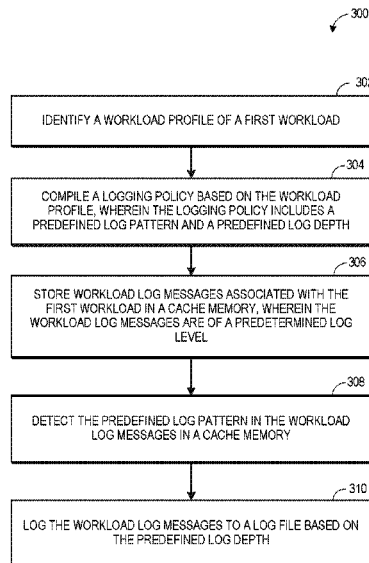 300
302
IDENTIFY A WORKLOAD PROFILE OF A FIRST WORKLOAD
304
COMPILE A LOGGING POLICY BASED ON THE WORKLOAD
PROFILE, WHEREIN THE LOGGING POLICY INCLUDES A
PREDEFINED LOG PATTERN AND A PREDEFINED LOG DEPTH
306
STORE WORKLOAD LOG MESSAGES ASSOCIATED WITH THE
FIRST WORKLOAD IN A CACHE MEMORY, WHEREIN THE
WORKLOAD LOG MESSAGES ARE OF A PREDETERMINED LOG
LEVEL
308
DETECT THE PREDEFINED LOG PATTERN IN THE WORKLOAD
LOG MESSAGES IN A CACHE MEMORY
310
LOG THE WORKLOAD LOG MESSAGES TO A LOG FILE BASED ON
THE PREDEFINED LOG DEPTH